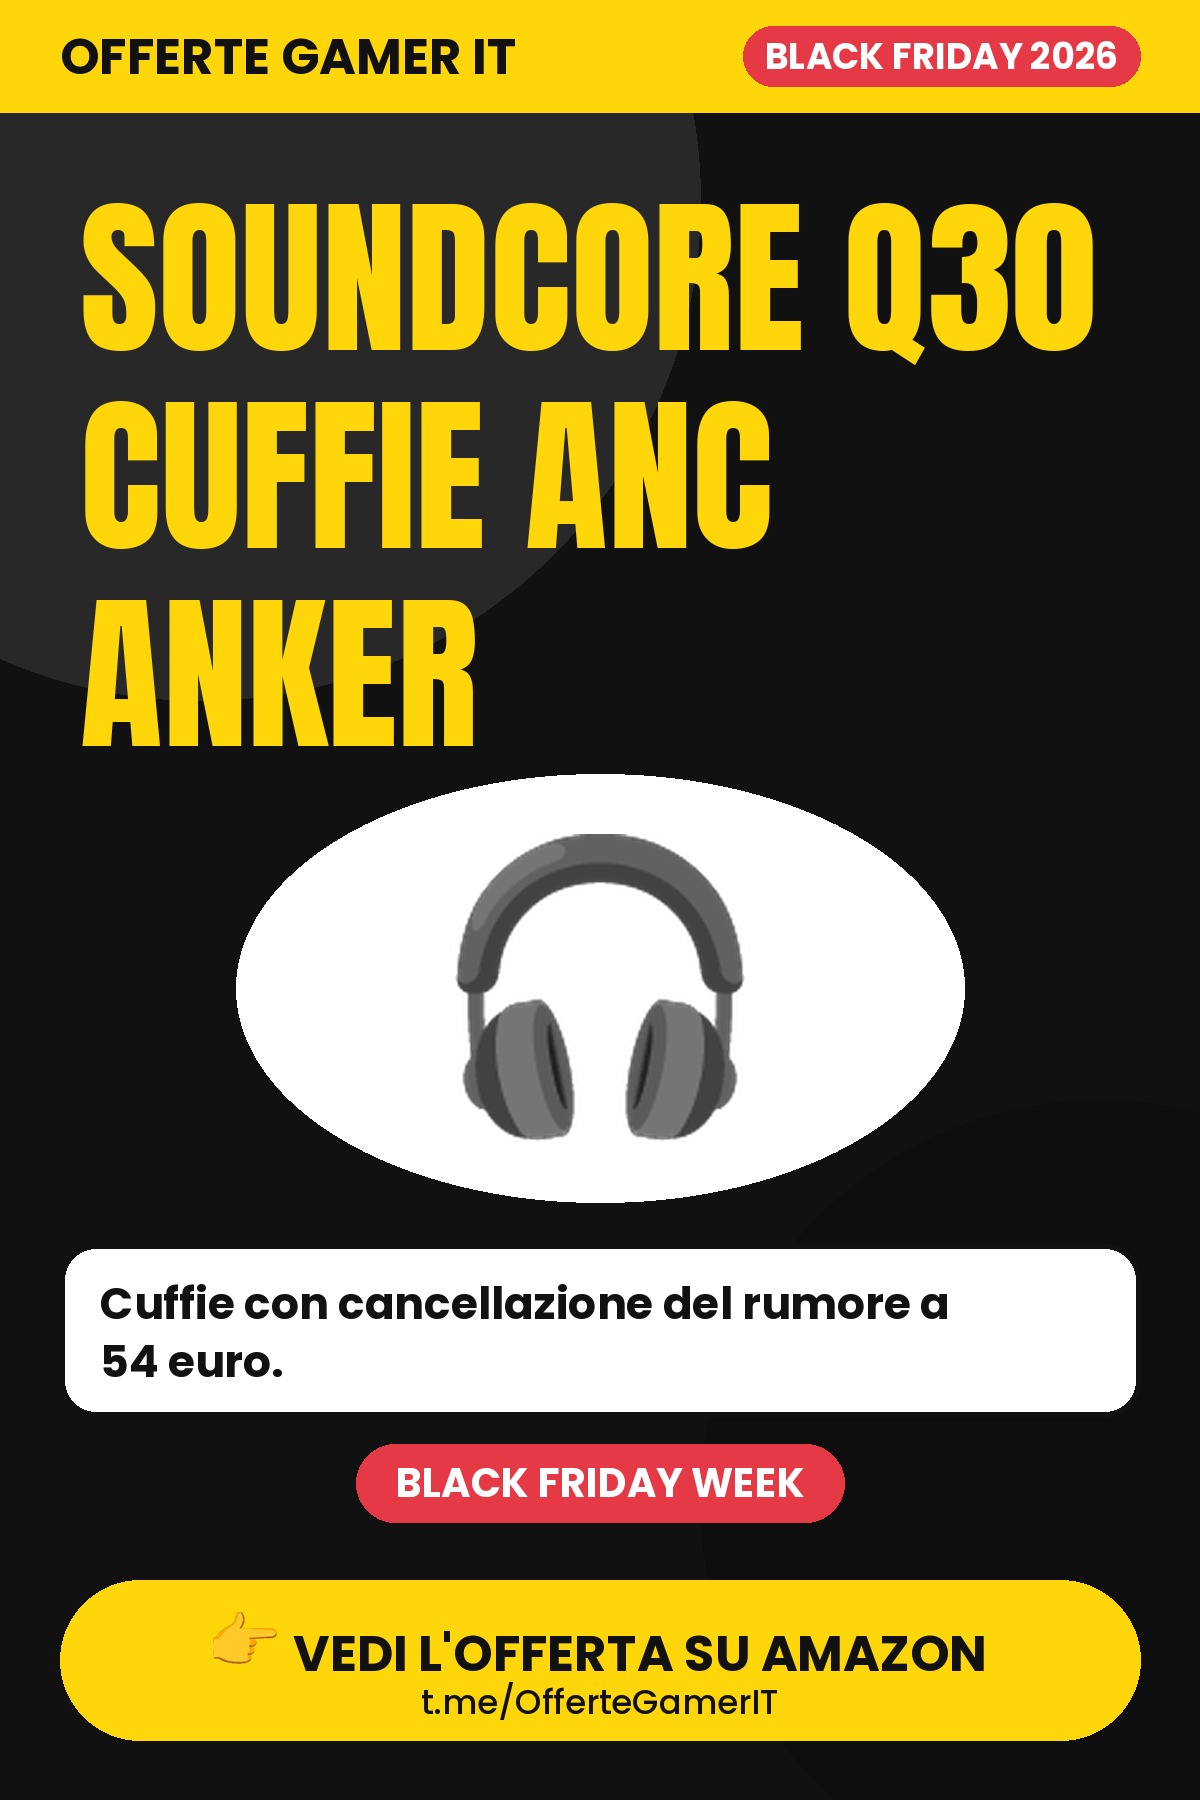 OFFERTE GAMER IT
BLACK FRIDAY 2026
SOUNDCORE Q30
CUFFIE ANC
ANKER
Cuffie con cancellazione del rumore a
54 euro.
BLACK FRIDAY WEEK
👉 VEDI L'OFFERTA SU AMAZON
t.me/OfferteGamerIT